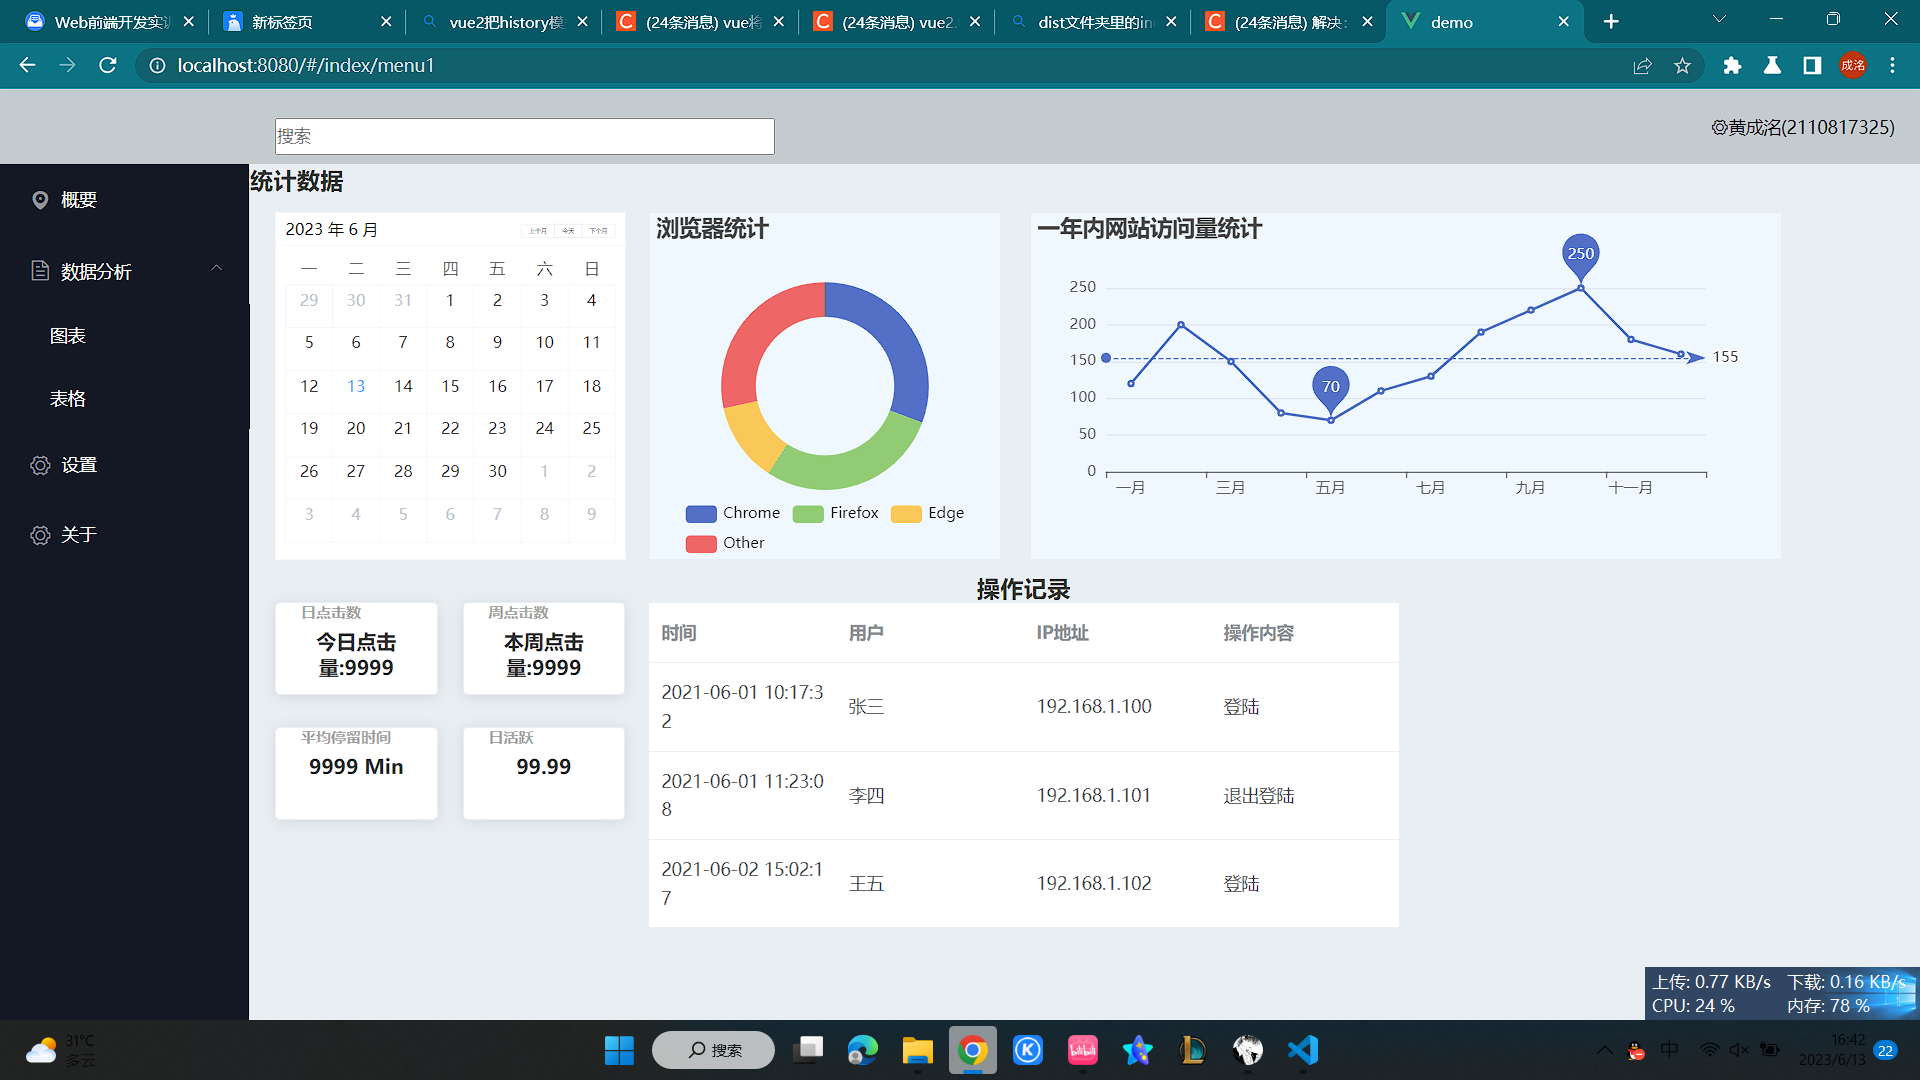 Web前端开发实训
新标签页
vue2把history模
(24条消息) vue将
(24条消息) vue2.
dist文件夹里的in
(24条消息) 解决:
demo
localhost:8080/#/index/menu1
成洺
搜索
黄成洺(2110817325)
概要
数据分析
图表
表格
设置
关于
统计数据
2023 年 6 月
上个月 今天 下个月
一 二 三 四 五 六 日
29 30 31 1 2 3 4
5 6 7 8 9 10 11
12 13 14 15 16 17 18
19 20 21 22 23 24 25
26 27 28 29 30 1 2
3 4 5 6 7 8 9
浏览器统计
Chrome Firefox Edge
Other
一年内网站访问量统计
250
250
200
150
155
70
100
50
0
一月 三月 五月 七月 九月 十一月
日点击数
今日点击
量:9999
周点击数
本周点击
量:9999
平均停留时间
9999 Min
日活跃
99.99
操作记录
时间 用户 IP地址 操作内容
2021-06-01 10:17:3
2
张三 192.168.1.100 登陆
2021-06-01 11:23:0
8
李四 192.168.1.101 退出登陆
2021-06-02 15:02:1
7
王五 192.168.1.102 登陆
上传: 0.77 KB/s 下载: 0.16 KB/s
CPU: 24 % 内存: 78 %
31°C
多云
搜索
bilibili
中
16:42
2023/6/13
22